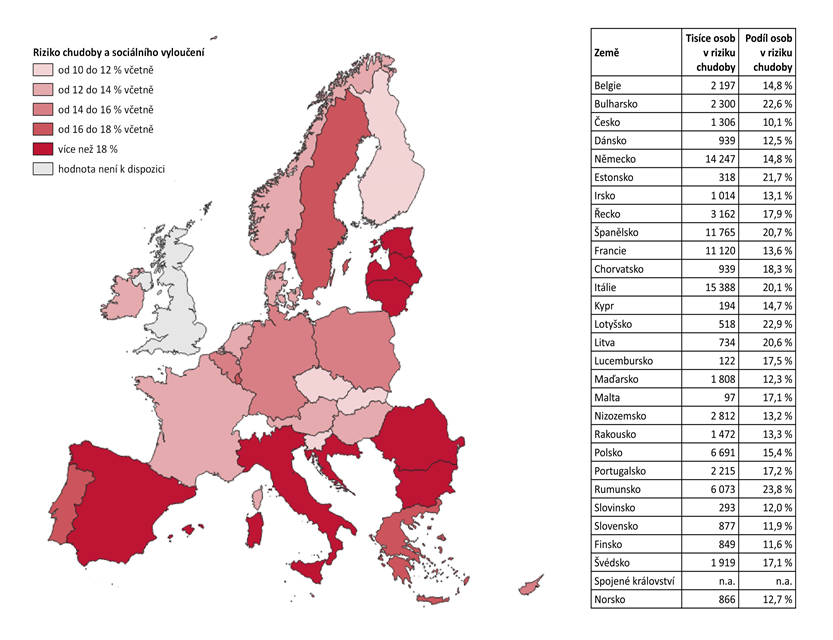 Riziko chudoby a sociálního vyloučení
od 10 do 12 % včetně
od 12 do 14 % včetně
od 14 do 16 % včetně
od 16 do 18 % včetně
více než 18 %
hodnota není k dispozici
Země Tisíce osob v riziku chudoby Podíl osob v riziku chudoby
Belgie 2 197 14,8 %
Bulharsko 2 300 22,6 %
Česko 1 306 10,1 %
Dánsko 939 12,5 %
Německo 14 247 14,8 %
Estonsko 318 21,7 %
Irsko 1 014 13,1 %
Řecko 3 162 17,9 %
Španělsko 11 765 20,7 %
Francie 11 120 13,6 %
Chorvatsko 939 18,3 %
Itálie 15 388 20,1 %
Kypr 194 14,7 %
Lotyšsko 518 22,9 %
Litva 734 20,6 %
Lucembursko 122 17,5 %
Maďarsko 1 808 12,3 %
Malta 97 17,1 %
Nizozemsko 2 812 13,2 %
Rakousko 1 472 13,3 %
Polsko 6 691 15,4 %
Portugalsko 2 215 17,2 %
Rumunsko 6 073 23,8 %
Slovinsko 293 12,0 %
Slovensko 877 11,9 %
Finsko 849 11,6 %
Švédsko 1 919 17,1 %
Spojené království n.a. n.a.
Norsko 866 12,7 %